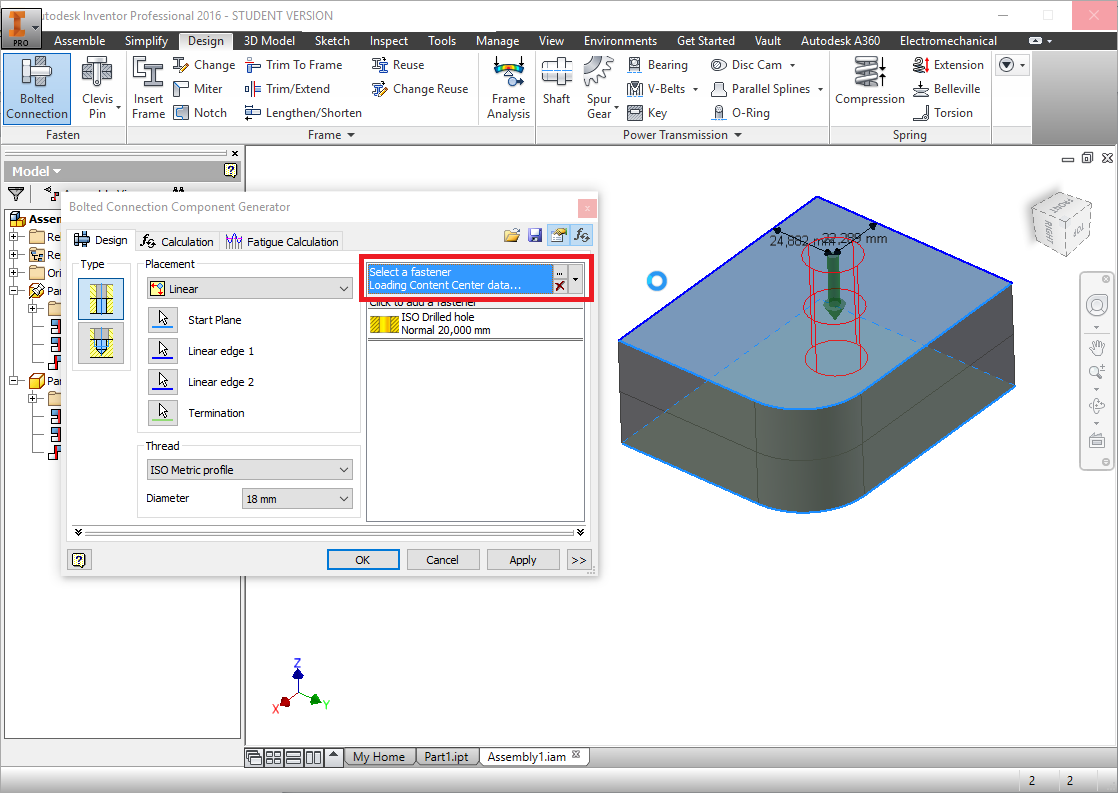 utodesk Inventor Professional 2016 - STUDENT VERSION
PRO
Assemble Simplify Design 3D Model Sketch Inspect Tools Manage View Environments Get Started Vault Autodesk A360 Electromechanical
Bolted Connection
Clevis Pin
Fasten
Insert Frame
Change
Miter
Notch
Trim To Frame
Trim/Extend
Lengthen/Shorten
Reuse
Change Reuse
Frame Analysis
Frame
Shaft
Spur Gear
Bearing
V-Belts
Key
Disc Cam
Parallel Splines
O-Ring
Power Transmission
Compression
Extension
Belleville
Torsion
Spring
Model
Assem
Re
Re
Ori
Par
Par
Bolted Connection Component Generator
Design
Calculation
Fatigue Calculation
Type
Placement
Linear
Start Plane
Linear edge 1
Linear edge 2
Termination
Thread
ISO Metric profile
Diameter
18 mm
Select a fastener
Loading Content Center data...
Click to add a fastener
ISO Drilled hole
Normal 20,000 mm
OK
Cancel
Apply
>>
24,882 mm
mm
FRONT
RIGHT
TOP
Z
X
Y
My Home
Part1.ipt
Assembly1.iam
2 2